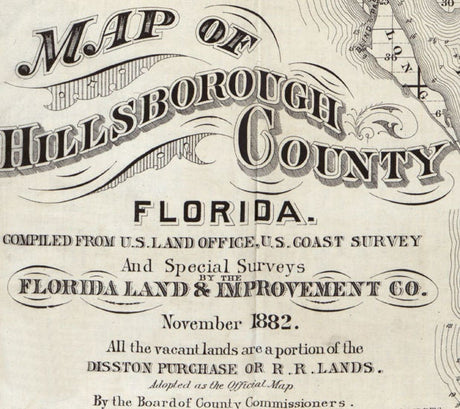 MAP OF
HILLSBOROUGH
COUNTY
FLORIDA.
COMPILED FROM U.S. LAND OFFICE, U.S. COAST SURVEY
And Special Surveys
BY THE
FLORIDA LAND & IMPROVEMENT CO.
November 1882.
All the vacant lands are a portion of the
DISSTON PURCHASE OR R.R. LANDS.
Adopted as the Official Map
By the Board of County Commissioners.